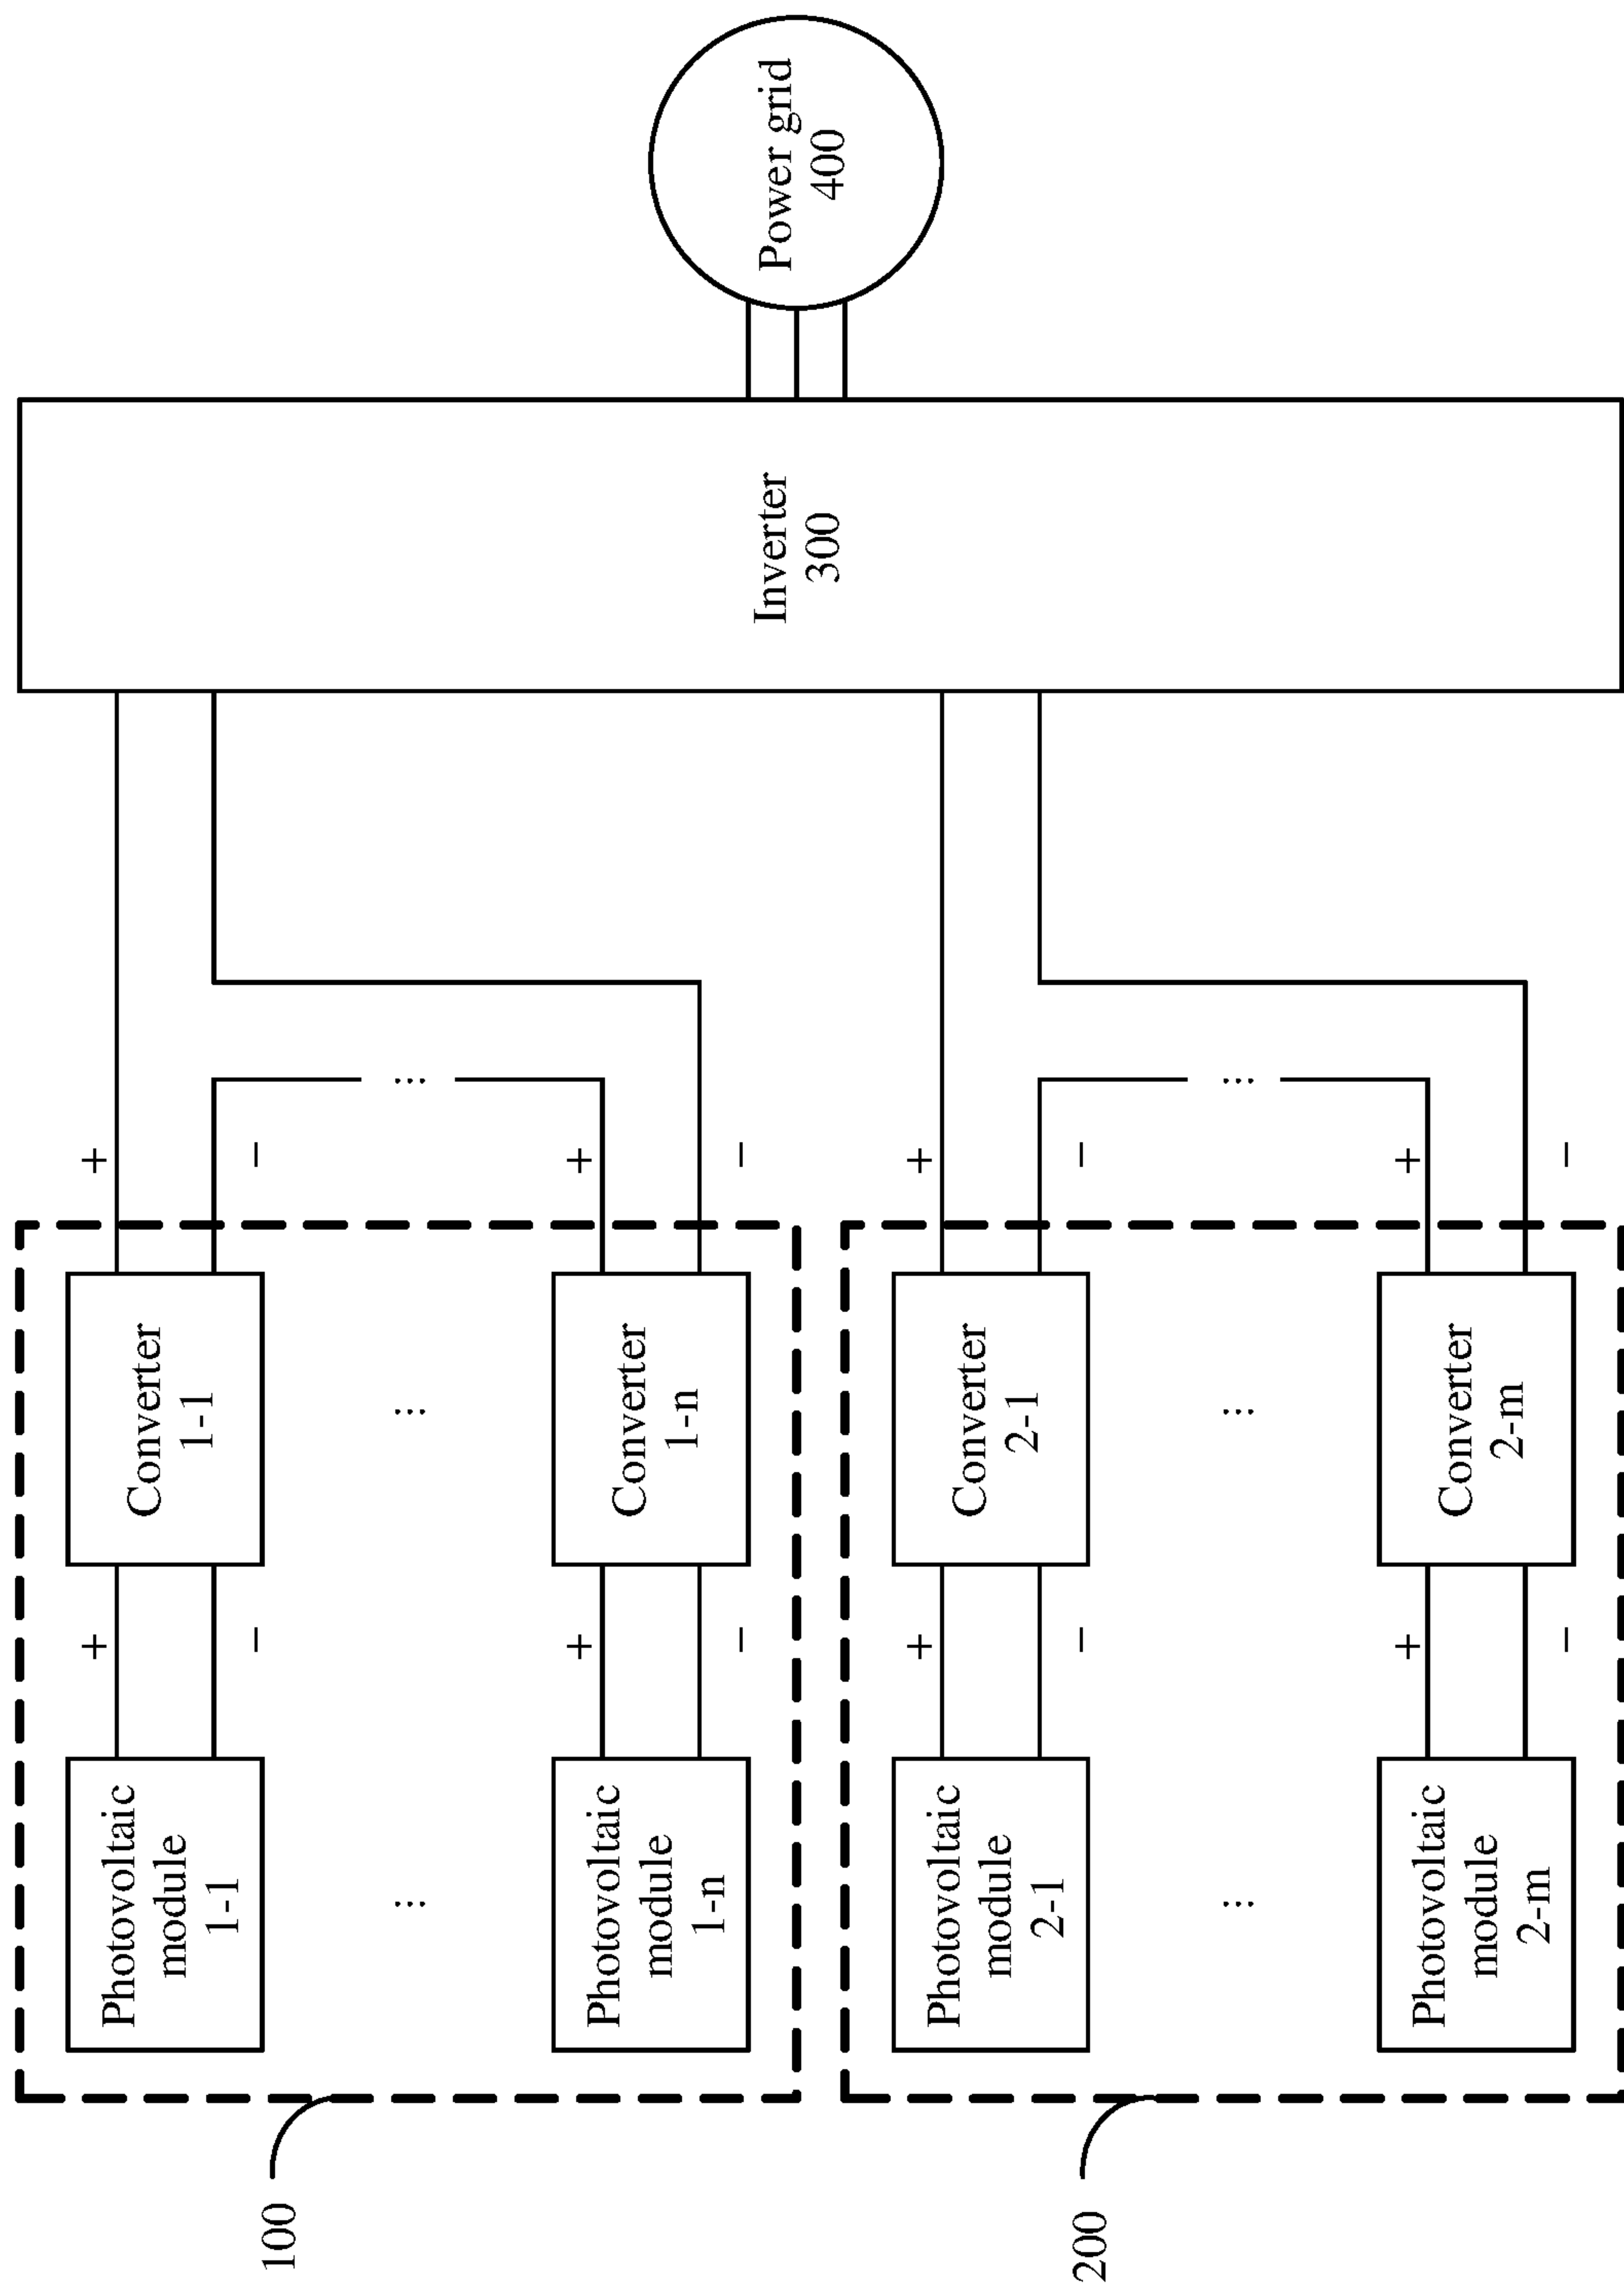 +
+
Photovoltaic
module
1-1
Converter
1-1
−
−
100
⋮
⋮
⋮
+
+
Photovoltaic
module
1-n
Converter
1-n
−
−
Inverter
300
Power grid
400
+
+
Photovoltaic
module
2-1
Converter
2-1
−
−
200
⋮
⋮
⋮
+
+
Photovoltaic
module
2-m
Converter
2-m
−
−